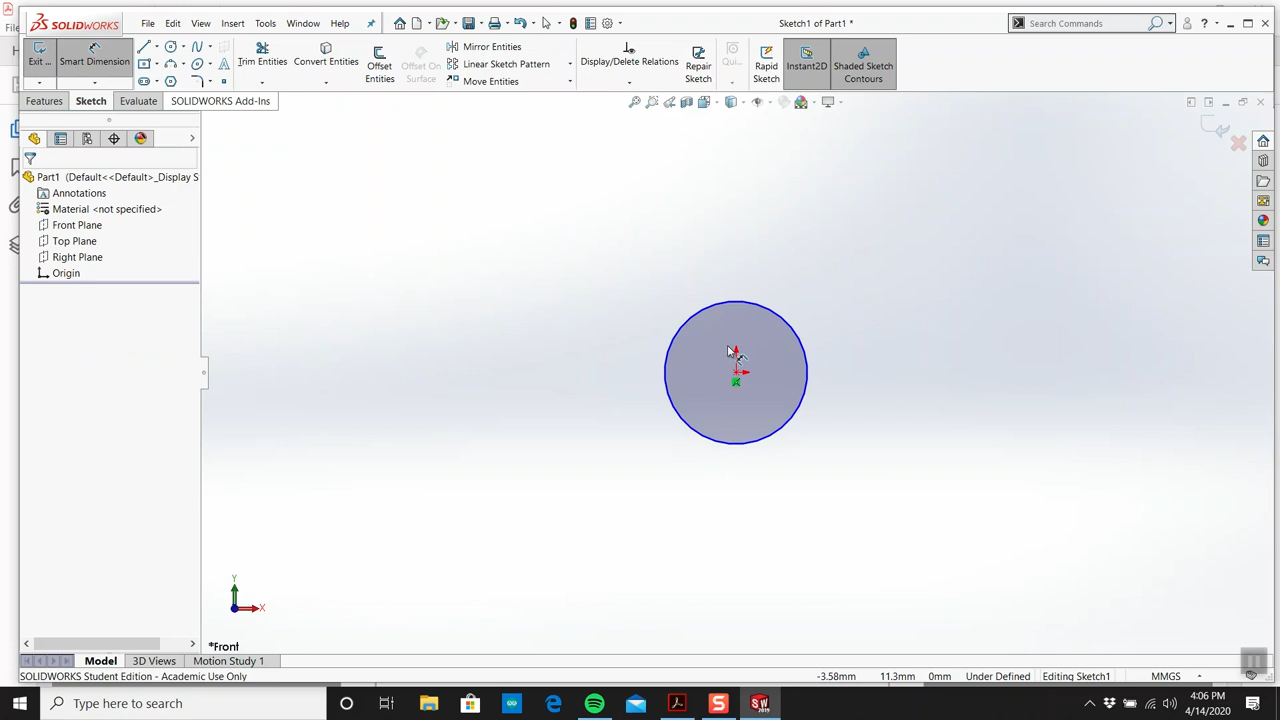 SOLIDWORKS
File
Edit
View
Insert
Tools
Window
Help
Sketch1 of Part1 *
Search Commands
Exit ...
Smart Dimension
Trim Entities
Convert Entities
Offset
Entities
Offset On
Surface
Mirror Entities
Linear Sketch Pattern
Move Entities
Display/Delete Relations
Repair
Sketch
Qui...
Rapid
Sketch
Instant2D
Shaded Sketch
Contours
Features
Sketch
Evaluate
SOLIDWORKS Add-Ins
Part1 (Default<<Default>_Display S
Annotations
Material <not specified>
Front Plane
Top Plane
Right Plane
Origin
Y
X
*Front
Model
3D Views
Motion Study 1
SOLIDWORKS Student Edition - Academic Use Only
-3.58mm
11.3mm
0mm
Under Defined
Editing Sketch1
MMGS
Type here to search
4:06 PM
4/14/2020